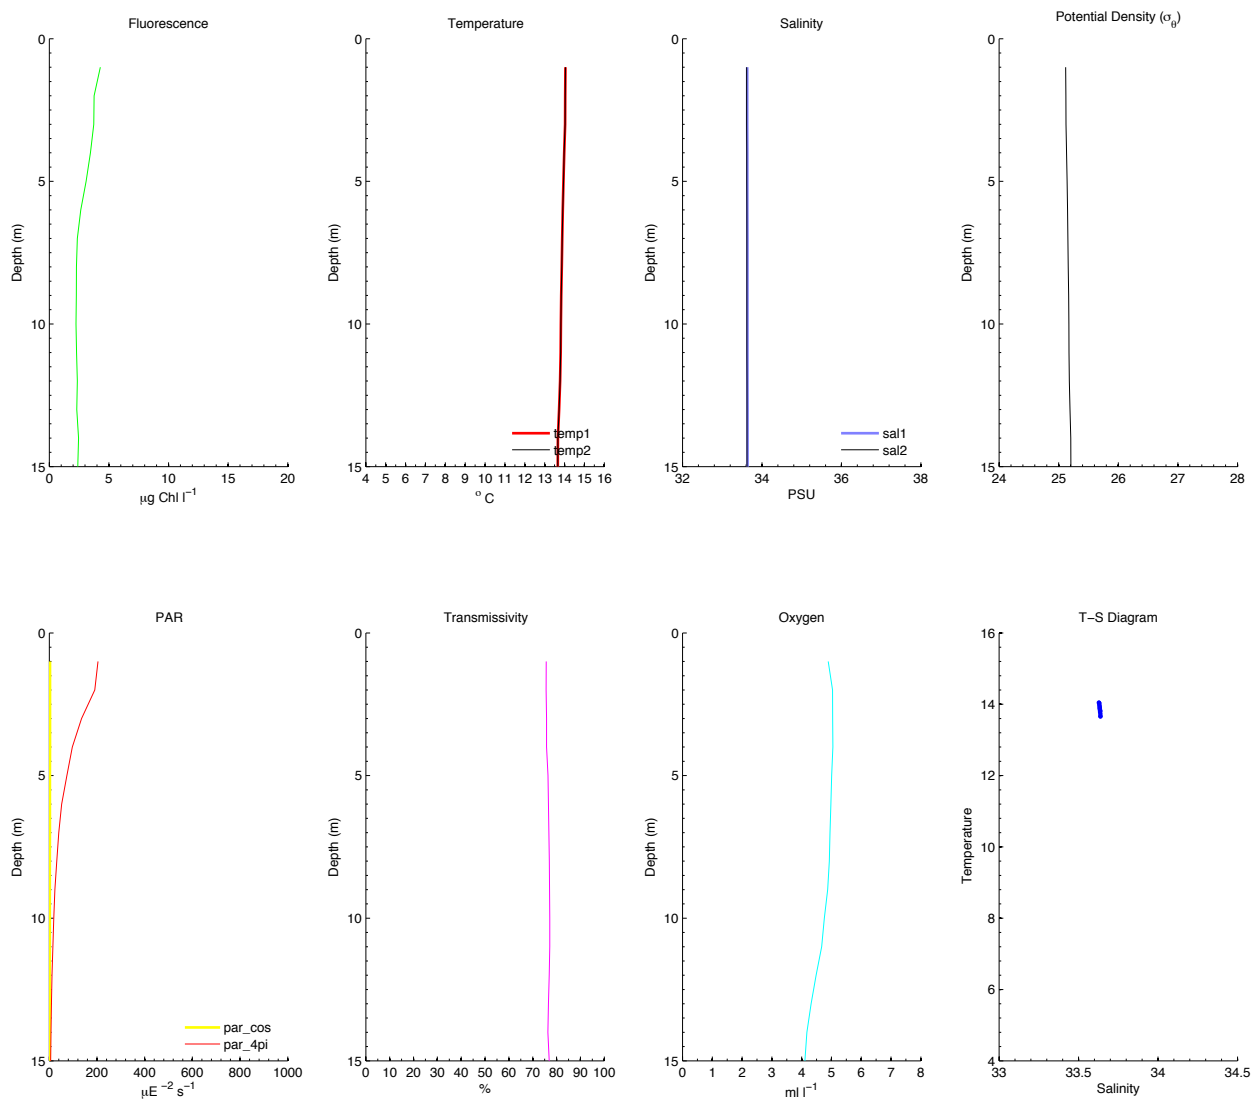 Fluorescence
0
5
10
15
Depth (m)
0 5 10 15 20
μg Chl l⁻¹
Temperature
0
5
10
15
Depth (m)
temp1
temp2
4 5 6 7 8 9 10 11 12 13 14 15 16
° C
Salinity
0
5
10
15
Depth (m)
sal1
sal2
32 34 36 38
PSU
Potential Density (σθ)
0
5
10
15
Depth (m)
24 25 26 27 28
PAR
0
5
10
15
Depth (m)
par_cos
par_4pi
0 200 400 600 800 1000
μE ⁻² s⁻¹
Transmissivity
0
5
10
15
Depth (m)
0 10 20 30 40 50 60 70 80 90 100
%
Oxygen
0
5
10
15
Depth (m)
0 1 2 3 4 5 6 7 8
ml l⁻¹
T−S Diagram
16
14
12
10
8
6
4
Temperature
33 33.5 34 34.5
Salinity